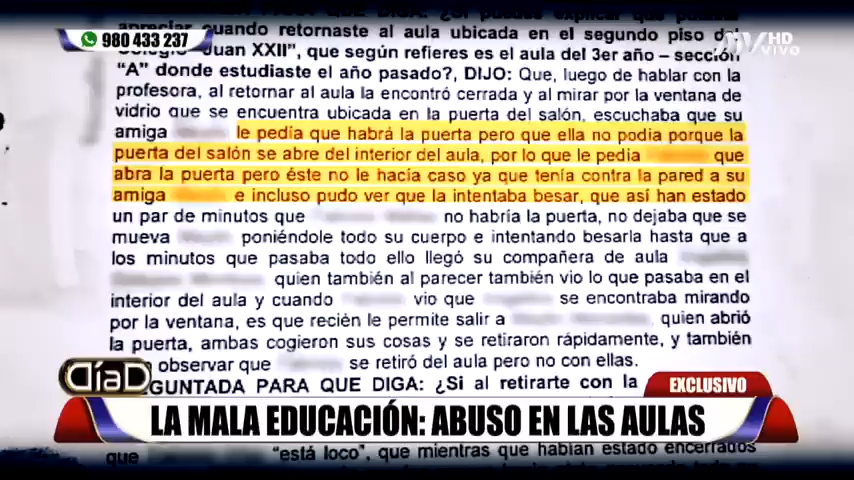 980 433 237
HD
VIVO
cuando retornaste al aula ubicada en el segundo piso
Juan XXII", que según refieres es el aula del 3er año – sección
"A" donde estudiaste el año pasado?, DIJO: Que, luego de hablar con la
profesora, al retornar al aula la encontró cerrada y al mirar por la ventana de
vidrio que se encuentra ubicada en la puerta del salón, escuchaba que su
amiga le pedía que habrá la puerta pero que ella no podia porque la
puerta del salón se abre del interior del aula, por lo que le pedia que
abra la puerta pero éste no le hacía caso ya que tenía contra la pared a su
amiga e incluso pudo ver que la intentaba besar, que así han estado
un par de minutos que no habría la puerta, no dejaba que se
mueva poniéndole todo su cuerpo e intentando besarla hasta que a
los minutos que pasaba todo ello llegó su compañera de aula
quien también al parecer también vio lo que pasaba en el
interior del aula y cuando vio que se encontraba mirando
por la ventana, es que recién le permite salir a quien abrió
la puerta, ambas cogieron sus cosas y se retiraron rápidamente, y también
observar que se retiró del aula pero no con ellas.
GUNTADA PARA QUE DIGA: ¿Si al retirarte con la
DíaD
EXCLUSIVO
LA MALA EDUCACIÓN: ABUSO EN LAS AULAS
que "está loco", que mientras que habían estado encerrados